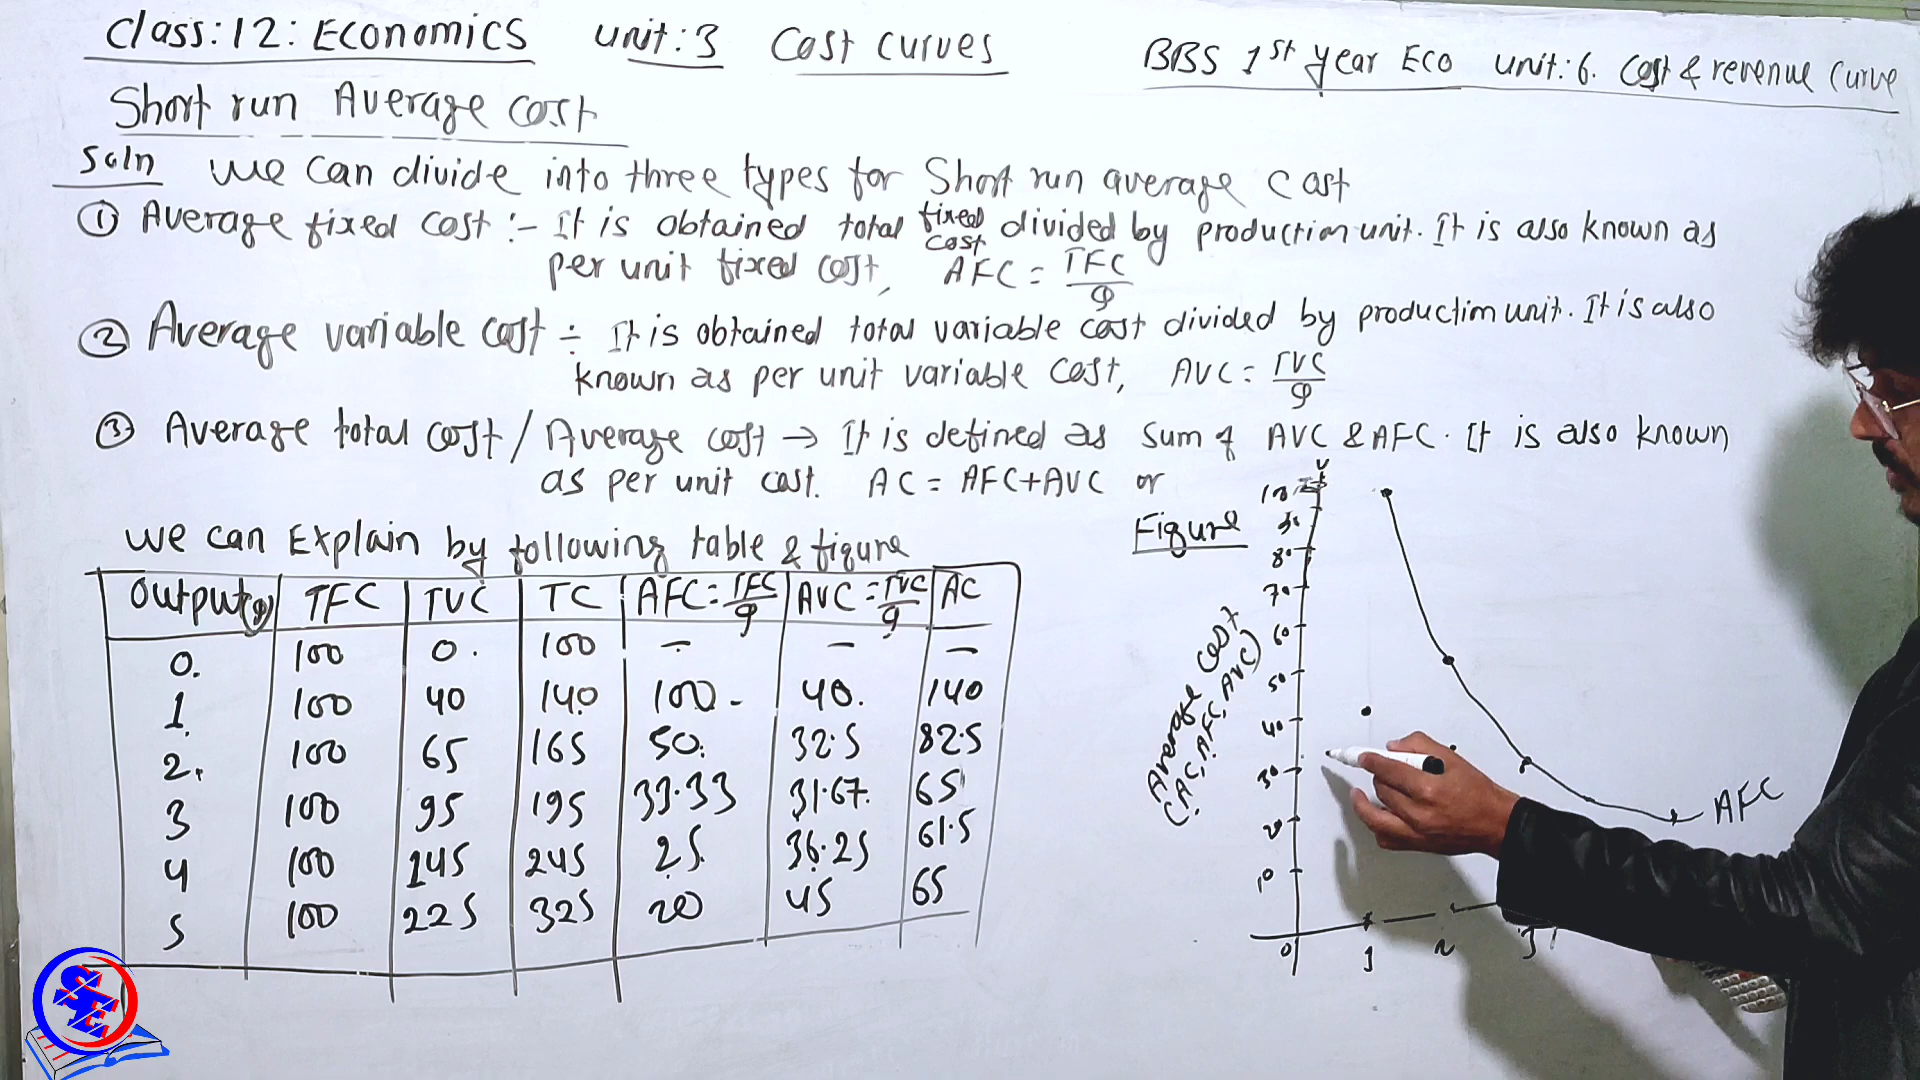 Class:12: Economics unit:3 Cost curves
BBS 1st year Eco unit:6. Cost & revenue Curve
Short run Average cost
Soln We can divide into three types for Short run average cost
① Average fixed cost :- It is obtained total fixed cost divided by production unit. It is also known as
per unit fixed cost, AFC = TFC/Q
② Average variable cost ÷ It is obtained total variable cost divided by production unit. It is also
known as per unit variable cost, AVC = TVC/Q
③ Average total cost / Average cost → It is defined as sum of AVC & AFC. It is also known
as per unit cost. AC = AFC+AVC or
We can Explain by following table & figure
Output(Q) TFC TVC TC AFC=TFC/Q AVC=TVC/Q AC
0. 100 0. 100 - - -
1. 100 40 140 100 - 40. 140
2. 100 65 165 50. 32.5 82.5
3 100 95 195 33.33 31.67. 65
4 100 145 245 25. 36.25 61.5
5 100 225 325 20 45 65
Figure
Y
80
70
60
50
40
30
20
10
0 1 2 3
Average cost
(AC, AFC, AVC)
AFC